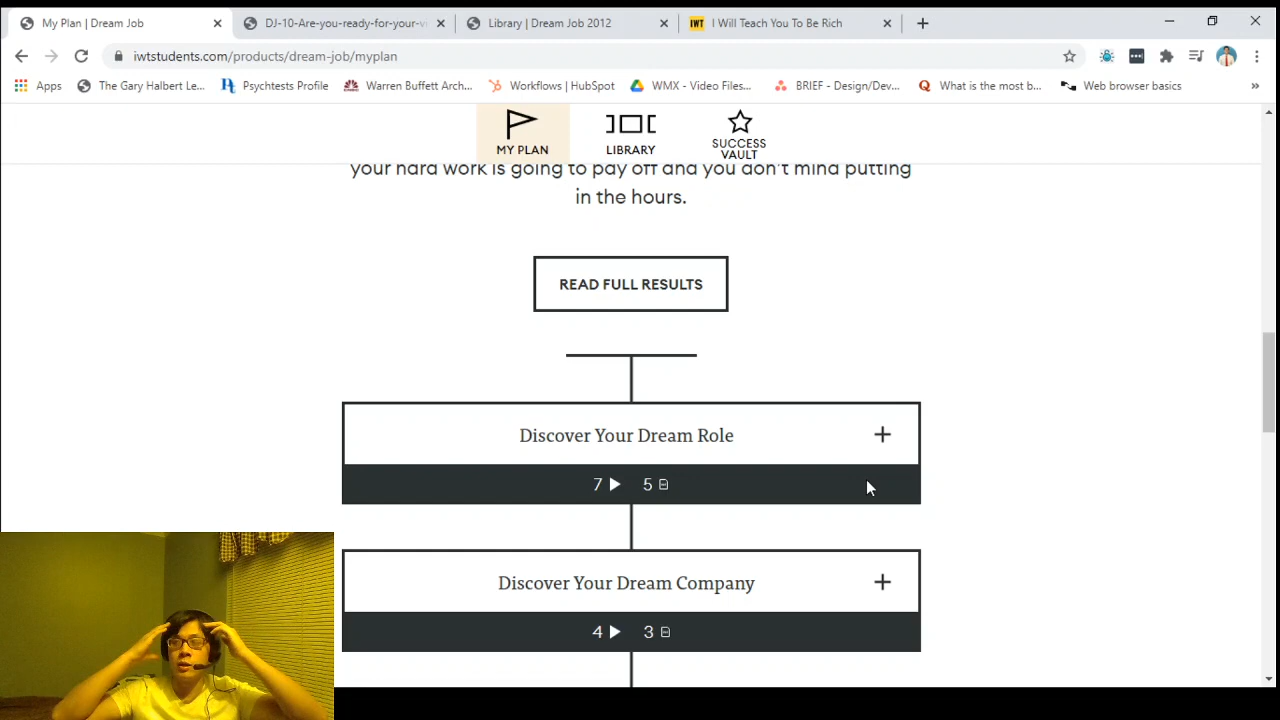 My Plan | Dream Job
DJ-10-Are-you-ready-for-your-v
Library | Dream Job 2012
IWT I Will Teach You To Be Rich
iwtstudents.com/products/dream-job/myplan
Apps
The Gary Halbert Le...
Psychtests Profile
Warren Buffett Arch...
Workflows | HubSpot
WMX - Video Files...
BRIEF - Design/Dev...
What is the most b...
Web browser basics
MY PLAN
LIBRARY
SUCCESS
VAULT
your hard work is going to pay off and you don't mind putting
in the hours.
READ FULL RESULTS
Discover Your Dream Role
7 5
Discover Your Dream Company
4 3